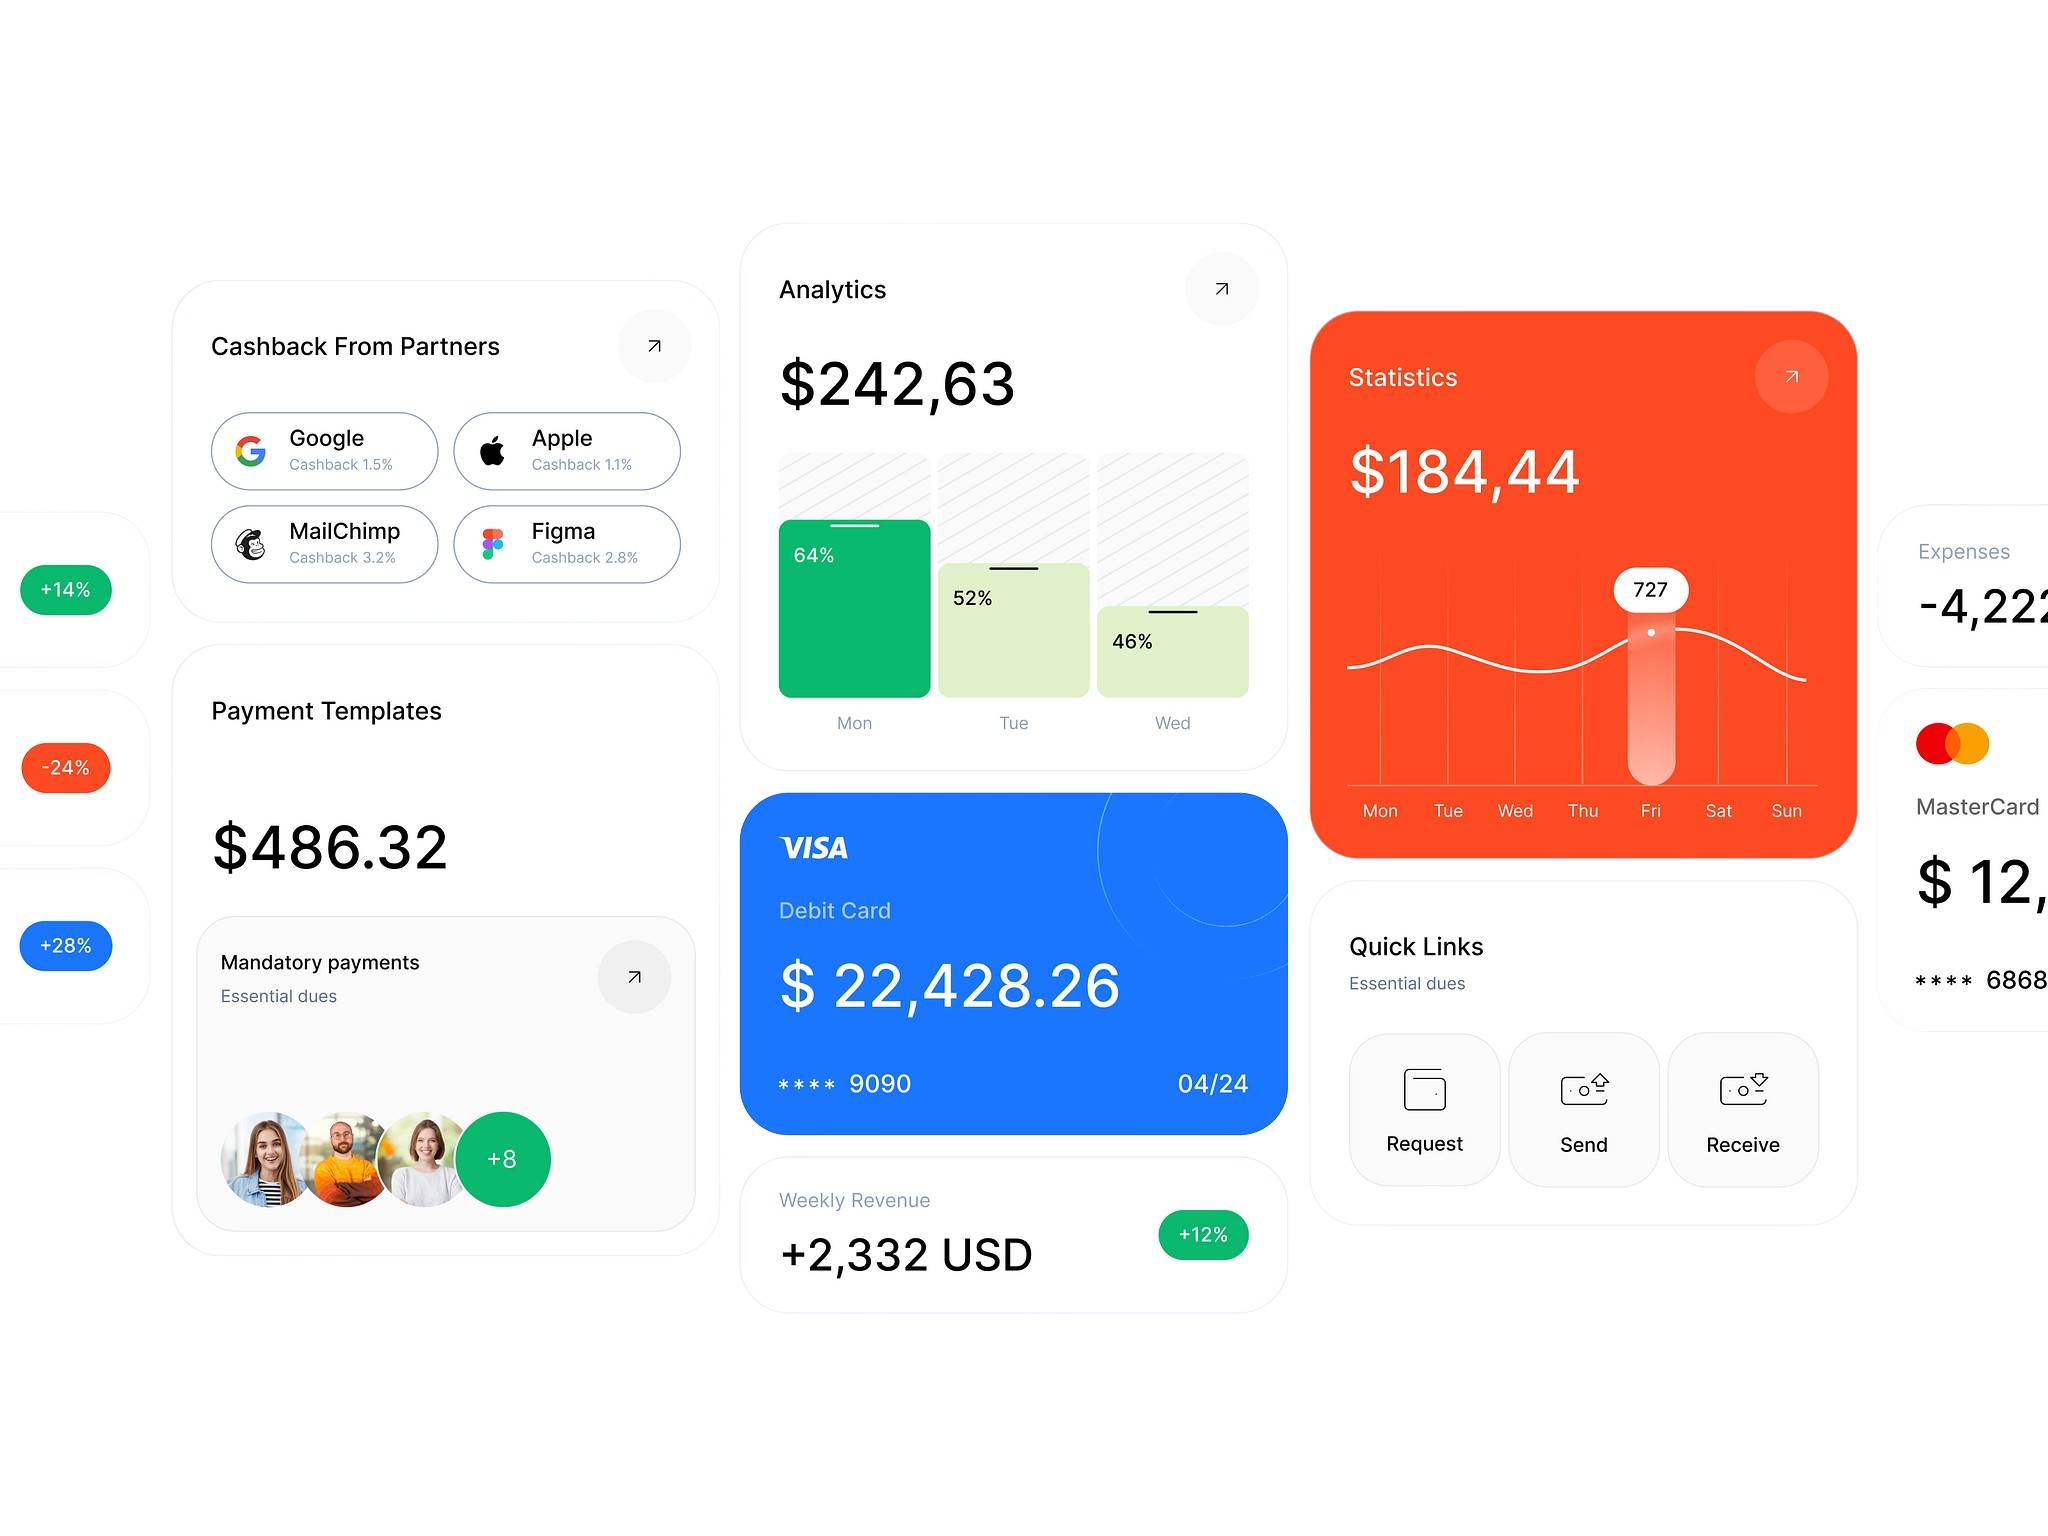 +14%
-24%
+28%
Cashback From Partners
Google
Cashback 1.5%
Apple
Cashback 1.1%
MailChimp
Cashback 3.2%
Figma
Cashback 2.8%
Payment Templates
$486.32
Mandatory payments
Essential dues
+8
Analytics
$242,63
64%
52%
46%
Mon
Tue
Wed
VISA
Debit Card
$ 22,428.26
**** 9090
04/24
Weekly Revenue
+2,332 USD
+12%
Statistics
$184,44
727
Mon
Tue
Wed
Thu
Fri
Sat
Sun
Quick Links
Essential dues
Request
Send
Receive
Expenses
-4,222
MasterCard
$ 12,
**** 6868